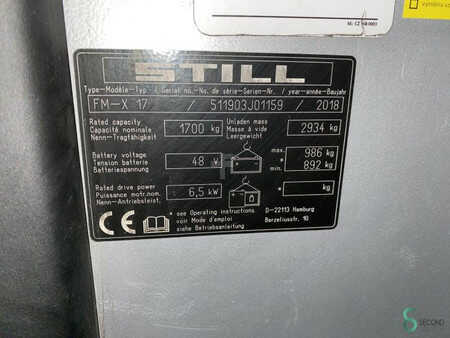 STILL
Type-Modèle-Typ / Serial no.-No. de série-Serien-Nr. / year-année-Baujahr
FM-X 17 / 511903J01159 / 2018
Rated capacity
Capacité nominale
Nenn-Tragfähigkeit
1700 kg
Unladen mass
Masse à vide
Leergewicht
2934 kg
Battery voltage
Tension batterie
Batteriespannung
48 V
max. 986 kg
*
min. 892 kg
Rated drive power
Puissance motr.nom.
Nenn-Antriebsleist.
6,5 kW
* kg
CE
* see Operating instructions
voir Mode d'emploi
siehe Betriebsanleitung
D-22113 Hamburg
Berzeliusstr. 10
SECOND